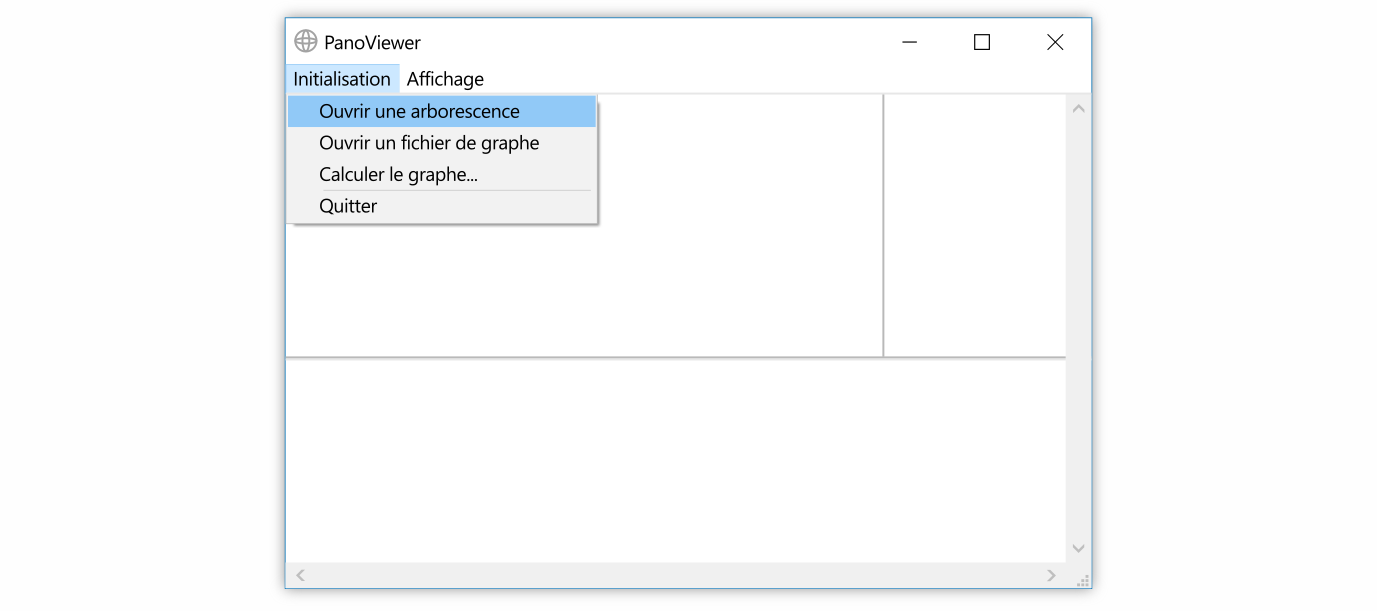 PanoViewer
Initialisation Affichage
Ouvrir une arborescence
Ouvrir un fichier de graphe
Calculer le graphe...
Quitter